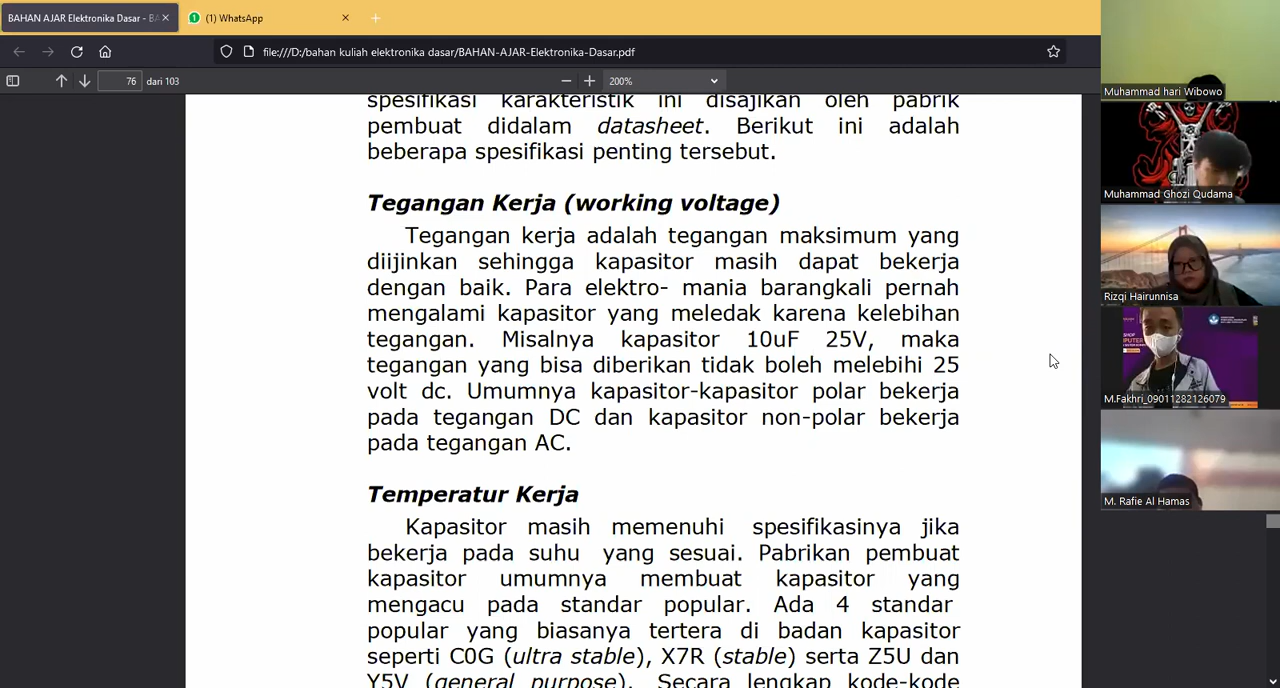 BAHAN AJAR Elektronika Dasar - BA
(1) WhatsApp
file:///D:/bahan kuliah elektronika dasar/BAHAN-AJAR-Elektronika-Dasar.pdf
76 dari 103
200%
spesifikasi karakteristik ini disajikan oleh pabrik
pembuat didalam datasheet. Berikut ini adalah
beberapa spesifikasi penting tersebut.
Tegangan Kerja (working voltage)
Tegangan kerja adalah tegangan maksimum yang
diijinkan sehingga kapasitor masih dapat bekerja
dengan baik. Para elektro- mania barangkali pernah
mengalami kapasitor yang meledak karena kelebihan
tegangan. Misalnya kapasitor 10uF 25V, maka
tegangan yang bisa diberikan tidak boleh melebihi 25
volt dc. Umumnya kapasitor-kapasitor polar bekerja
pada tegangan DC dan kapasitor non-polar bekerja
pada tegangan AC.
Temperatur Kerja
Kapasitor masih memenuhi spesifikasinya jika
bekerja pada suhu yang sesuai. Pabrikan pembuat
kapasitor umumnya membuat kapasitor yang
mengacu pada standar popular. Ada 4 standar
popular yang biasanya tertera di badan kapasitor
seperti C0G (ultra stable), X7R (stable) serta Z5U dan
Y5V (general purpose). Secara lengkap kode-kode
Muhammad hari Wibowo
Muhammad Ghozi Qudama
Rizqi Hairunnisa
M.Fakhri_09011282126079
M. Rafie Al Hamas